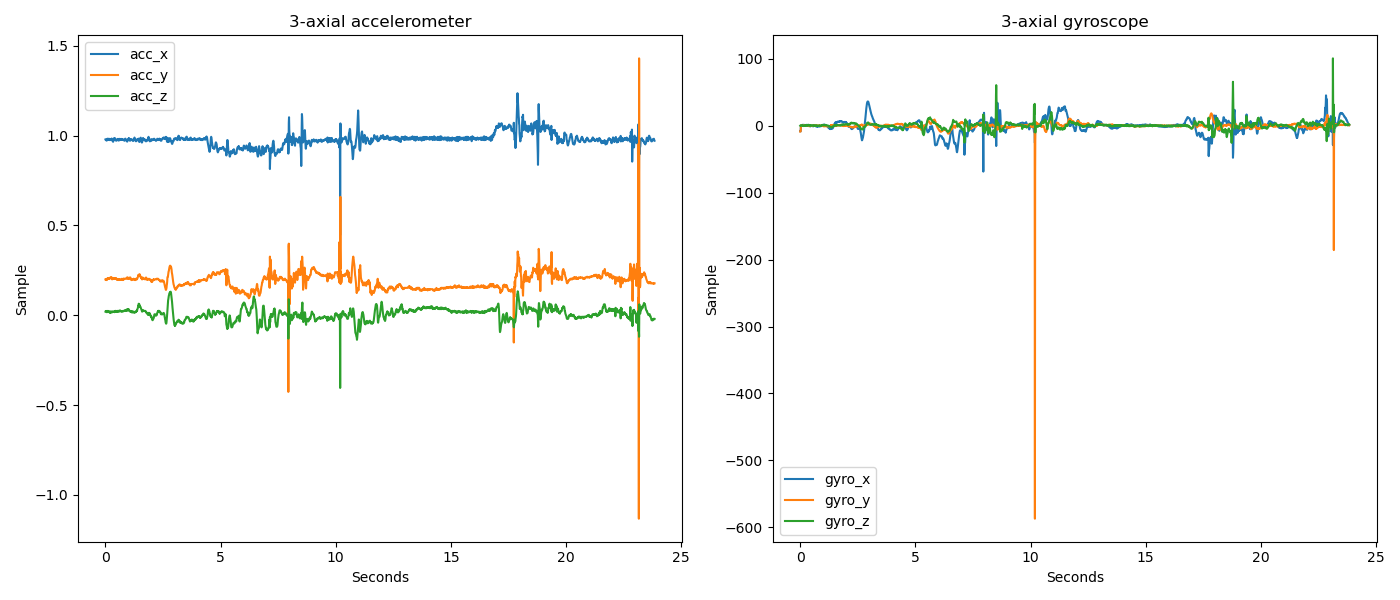 3-axial accelerometer
acc_x
acc_y
acc_z
1.5
1.0
0.5
0.0
−0.5
−1.0
Sample
0
5
10
15
20
25
Seconds
3-axial gyroscope
100
0
−100
−200
−300
−400
−500
−600
Sample
gyro_x
gyro_y
gyro_z
0
5
10
15
20
25
Seconds